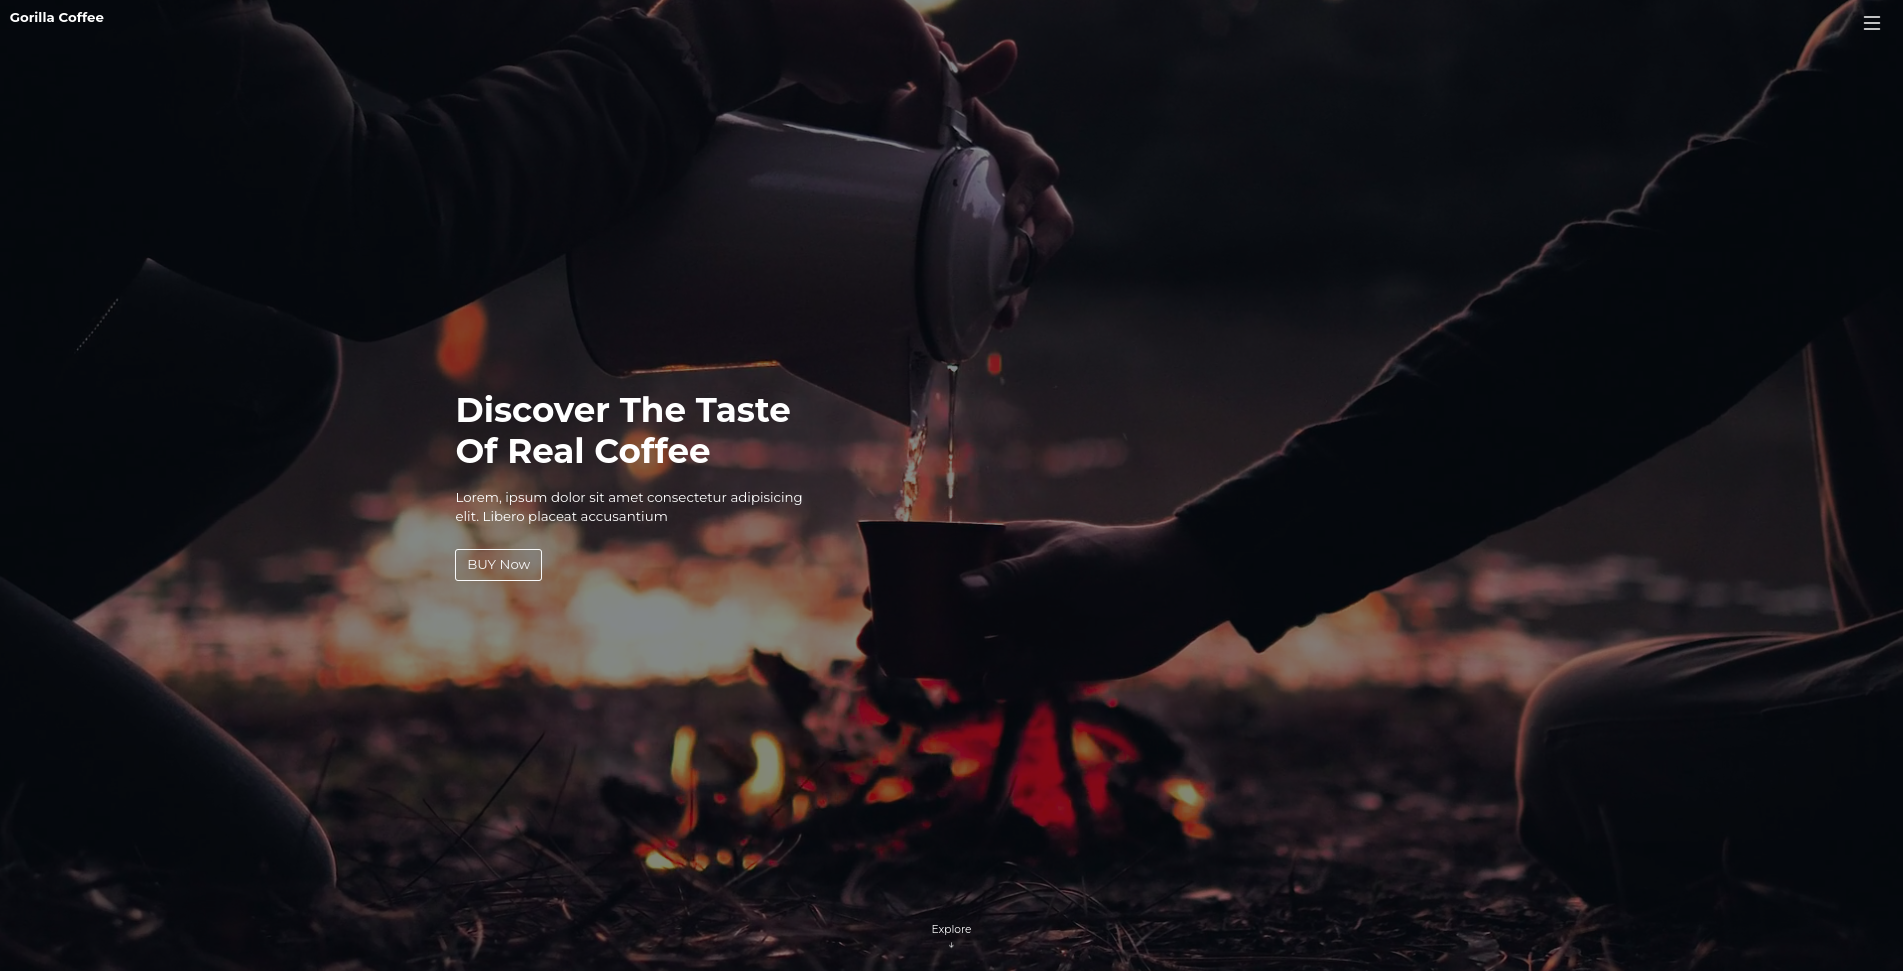 Gorilla Coffee
Discover The Taste
Of Real Coffee
Lorem, ipsum dolor sit amet consectetur adipisicing
elit. Libero placeat accusantium
BUY Now
Explore
↓